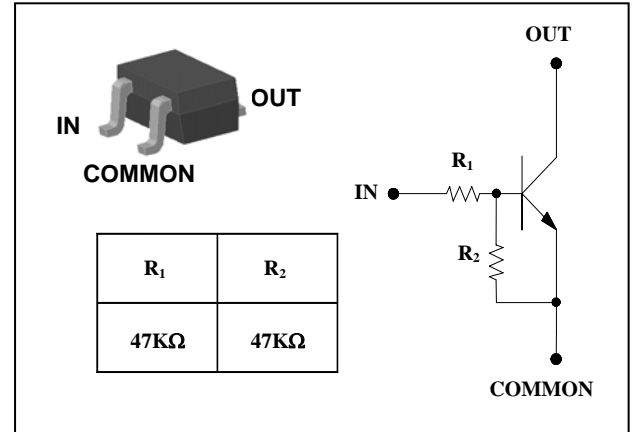 OUT
IN
COMMON
OUT
R₁
IN
R₂
COMMON
R₁ R₂
47KΩ 47KΩ